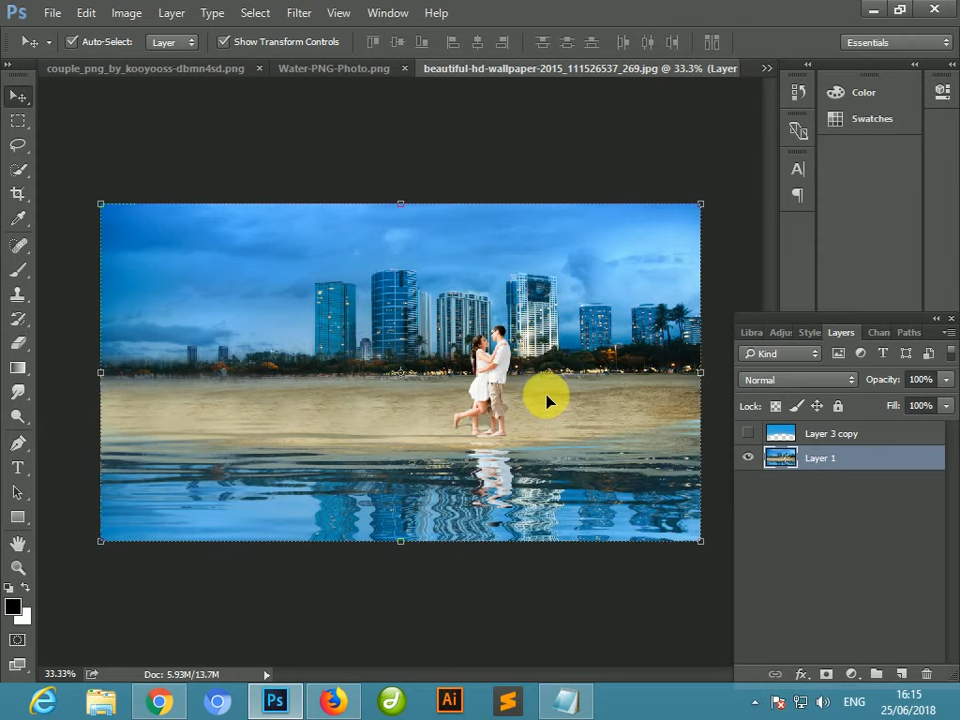 Ps File Edit Image Layer Type Select Filter View Window Help
Auto-Select: Layer Show Transform Controls Essentials
couple_png_by_kooyooss-dbmn4sd.png × Water-PNG-Photo.png × beautiful-hd-wallpaper-2015_111526537_269.jpg @ 33.3% (Layer
Color
Swatches
Libra Adju Style Layers Chan Paths
Kind
Normal Opacity: 100%
Lock: Fill: 100%
Layer 3 copy
Layer 1
33.33% Doc: 5.93M/13.7M
Ps Ai S ENG 16:15
25/06/2018